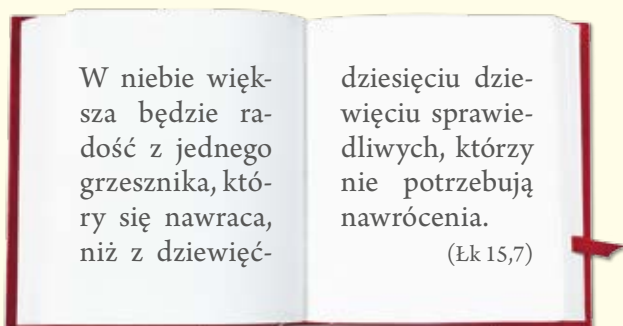 W niebie więk-
sza będzie ra-
dość z jednego
grzesznika, któ-
ry się nawraca,
niż z dziewięć-
dziesięciu dzie-
więciu sprawie-
dliwych, którzy
nie potrzebują
nawrócenia.
(Łk 15,7)